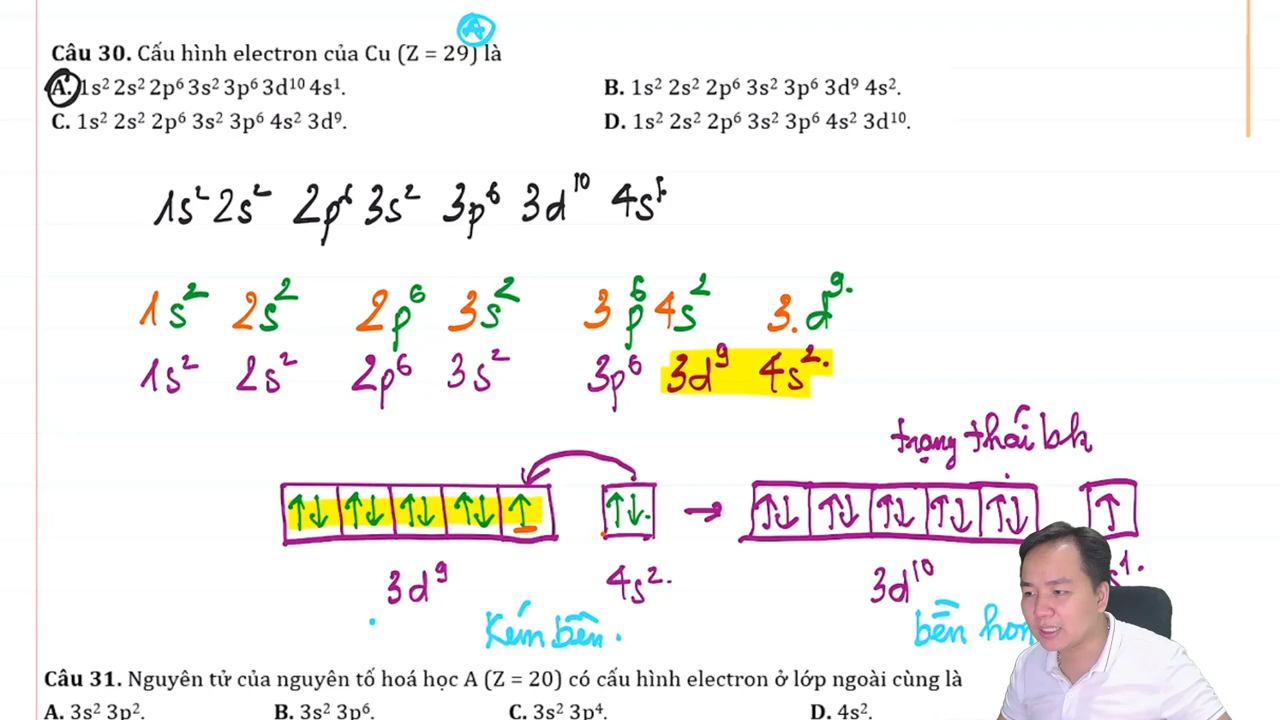 A
Câu 30. Cấu hình electron của Cu (Z = 29) là
A. 1s² 2s² 2p⁶ 3s² 3p⁶ 3d¹⁰ 4s¹. B. 1s² 2s² 2p⁶ 3s² 3p⁶ 3d⁹ 4s².
C. 1s² 2s² 2p⁶ 3s² 3p⁶ 4s² 3d⁹. D. 1s² 2s² 2p⁶ 3s² 3p⁶ 4s² 3d¹⁰.
1s² 2s² 2p⁶ 3s² 3p⁶ 3d¹⁰ 4s¹.
1s² 2s² 2p⁶ 3s² 3p⁶ 4s² 3.d⁹.
1s² 2s² 2p⁶ 3s² 3p⁶ 3d⁹ 4s².
trạng thái bk
↑↓ ↑↓ ↑↓ ↑↓ ↑ ↑↓. → ↑↓ ↑↓ ↑↓ ↑↓ ↑↓ ↑
3d⁹ 4s². 3d¹⁰ s¹.
Kém bền. bền hơn
Câu 31. Nguyên tử của nguyên tố hoá học A (Z = 20) có cấu hình electron ở lớp ngoài cùng là
A. 3s² 3p². B. 3s² 3p⁶. C. 3s² 3p⁴. D. 4s².